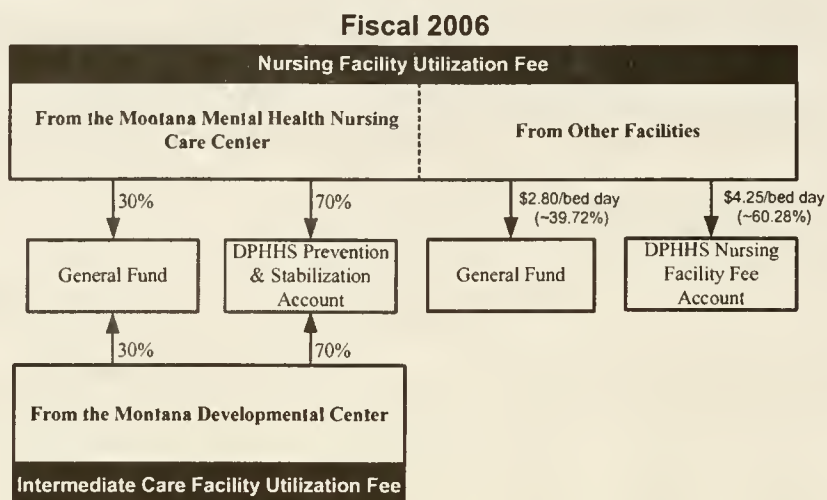 Fiscal 2006
Nursing Facility Utilization Fee
From the Montana Mental Health Nursing
Care Center
From Other Facilities
30%
70%
$2.80/bed day
(~39.72%)
$4.25/bed day
(~60.28%)
General Fund
DPHHS Prevention
& Stabilization
Account
General Fund
DPHHS Nursing
Facility Fee
Account
30%
70%
From the Montana Developmental Center
Intermediate Care Facility Utilization Fee